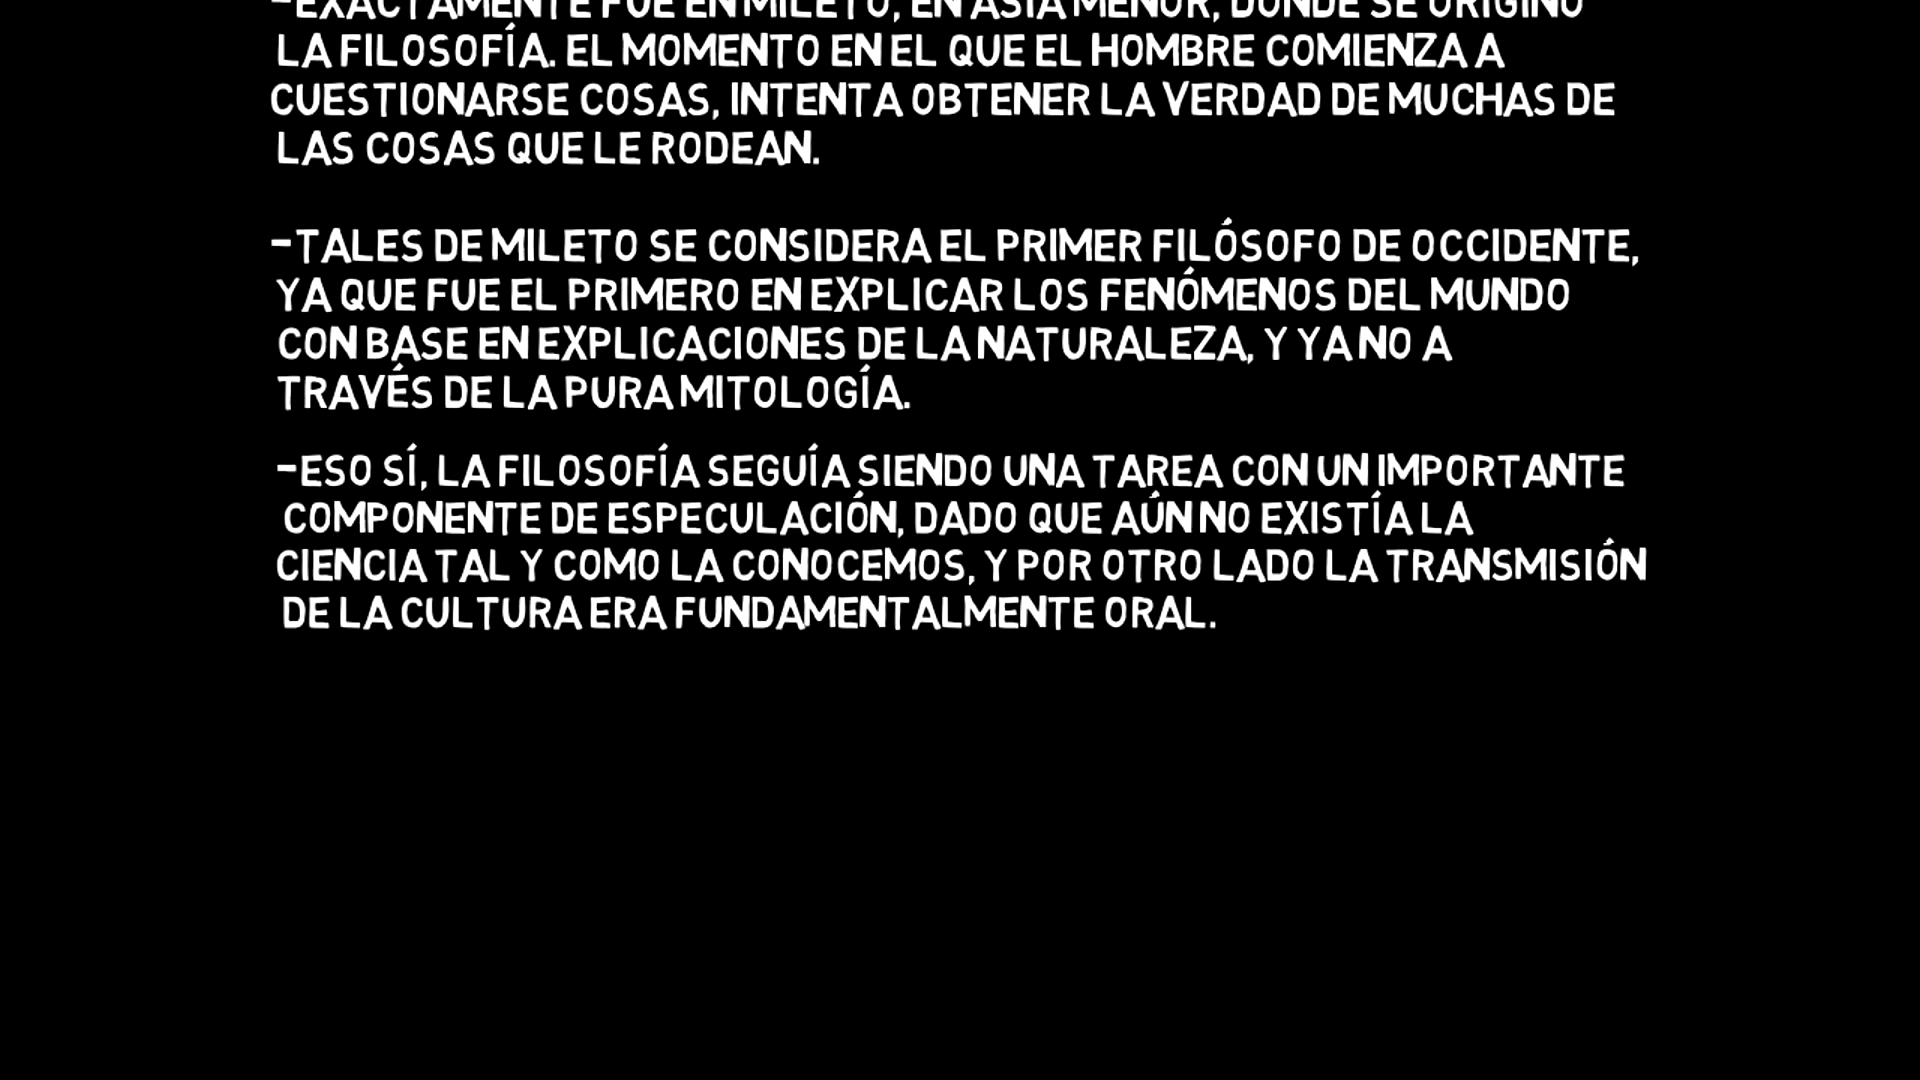 -EXACTAMENTE FUE EN MILETO, EN ASIA MENOR, DONDE SE ORIGINÓ
LA FILOSOFÍA. EL MOMENTO EN EL QUE EL HOMBRE COMIENZA A
CUESTIONARSE COSAS, INTENTA OBTENER LA VERDAD DE MUCHAS DE
LAS COSAS QUE LE RODEAN.
-TALES DE MILETO SE CONSIDERA EL PRIMER FILÓSOFO DE OCCIDENTE,
YA QUE FUE EL PRIMERO EN EXPLICAR LOS FENÓMENOS DEL MUNDO
CON BASE EN EXPLICACIONES DE LA NATURALEZA, Y YA NO A
TRAVÉS DE LA PURA MITOLOGÍA.
-ESO SÍ, LA FILOSOFÍA SEGUÍA SIENDO UNA TAREA CON UN IMPORTANTE
COMPONENTE DE ESPECULACIÓN, DADO QUE AÚN NO EXISTÍA LA
CIENCIA TAL Y COMO LA CONOCEMOS, Y POR OTRO LADO LA TRANSMISIÓN
DE LA CULTURA ERA FUNDAMENTALMENTE ORAL.